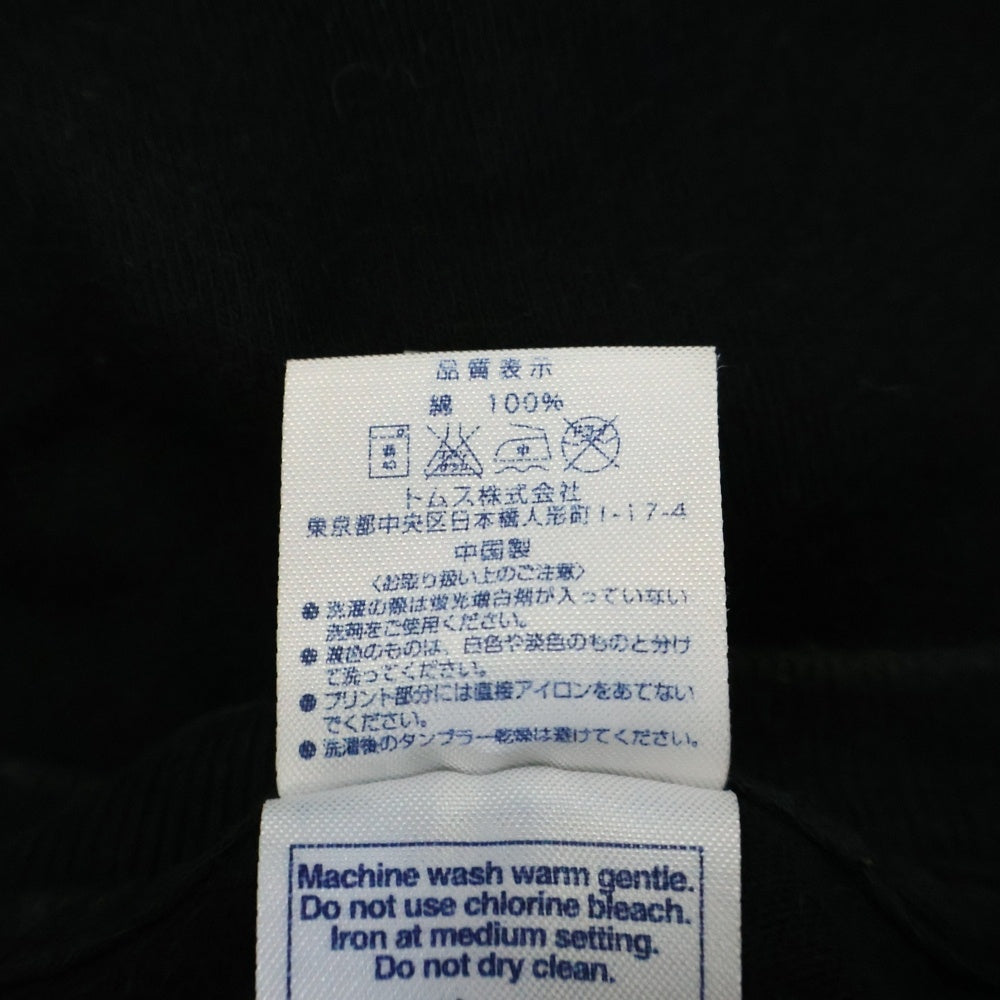 品質表示
綿 100%
弱 40
中
トムス株式会社
東京都中央区日本橋人形町1-17-4
中国製
〈お取り扱い上のご注意〉
● 洗濯の際は蛍光増白剤が入っていない
洗剤をご使用ください。
● 濃色のものは、白色や淡色のものと分け
て洗ってください。
● プリント部分には直接アイロンをあてない
でください。
● 洗濯後のタンブラー乾燥は避けてください。
Machine wash warm gentle.
Do not use chlorine bleach.
Iron at medium setting.
Do not dry clean.